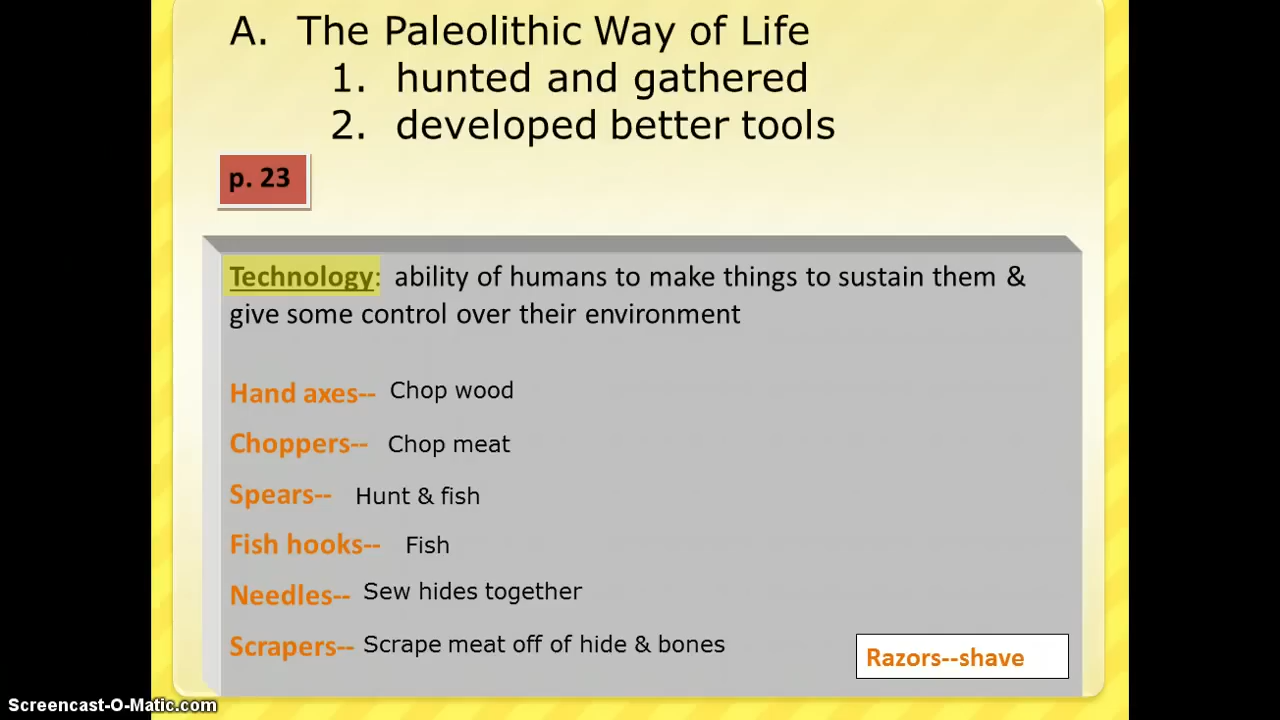 A. The Paleolithic Way of Life
1. hunted and gathered
2. developed better tools
p. 23
Technology: ability of humans to make things to sustain them &
give some control over their environment
Hand axes-- Chop wood
Choppers-- Chop meat
Spears-- Hunt & fish
Fish hooks-- Fish
Needles-- Sew hides together
Scrapers-- Scrape meat off of hide & bones
Razors--shave
Screencast-O-Matic.com